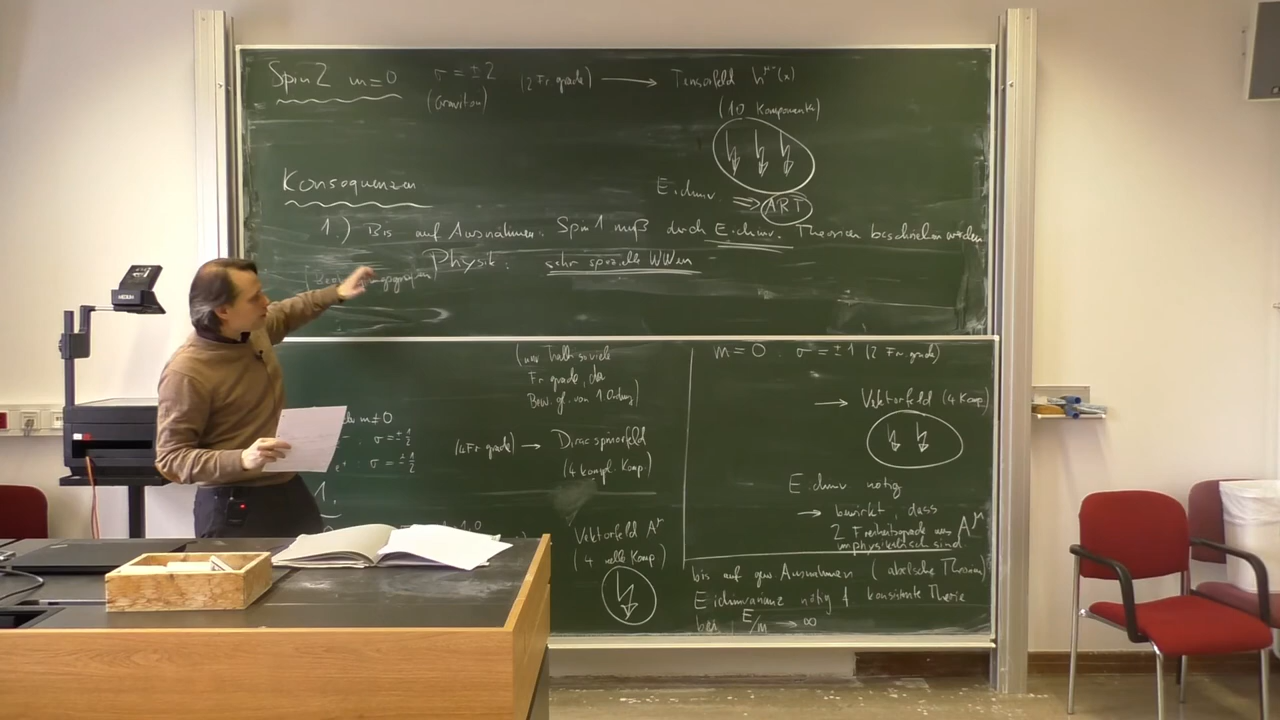 Spin 2 m=0 σ=±2 (2 Fr.grade) → Tensorfeld h^μν(x)
(Graviton) (10 Komponenten)
Konsequenzen
Eichinv. ⇒ ART
1.) Bis auf Ausnahmen: Spin 1 muß durch Eichinv. Theorien beschrieben werden
Physik: sehr spezielle WWen
(nur halb soviele
Fr.grade, da
Bew.gl. von 1. Ordnung)
m≠0
σ=±1/2
σ=±1/2
(4 Fr.grade) → Diracspinorfeld
(4 kompl. Komp.)
1.
Vektorfeld A^μ
(4 reelle Komp)
m=0 . σ=±1 (2 Fr.grade)
→ Vektorfeld (4 Komp)
Eichinv. nötig
→ bewirkt, dass
2 Freiheitsgrade von A^μ
unphysikalisch sind
bis auf gew. Ausnahmen (abelsche Theorien)
Eichinvarianz nötig f. konsistente Theorie
bei E/m → ∞